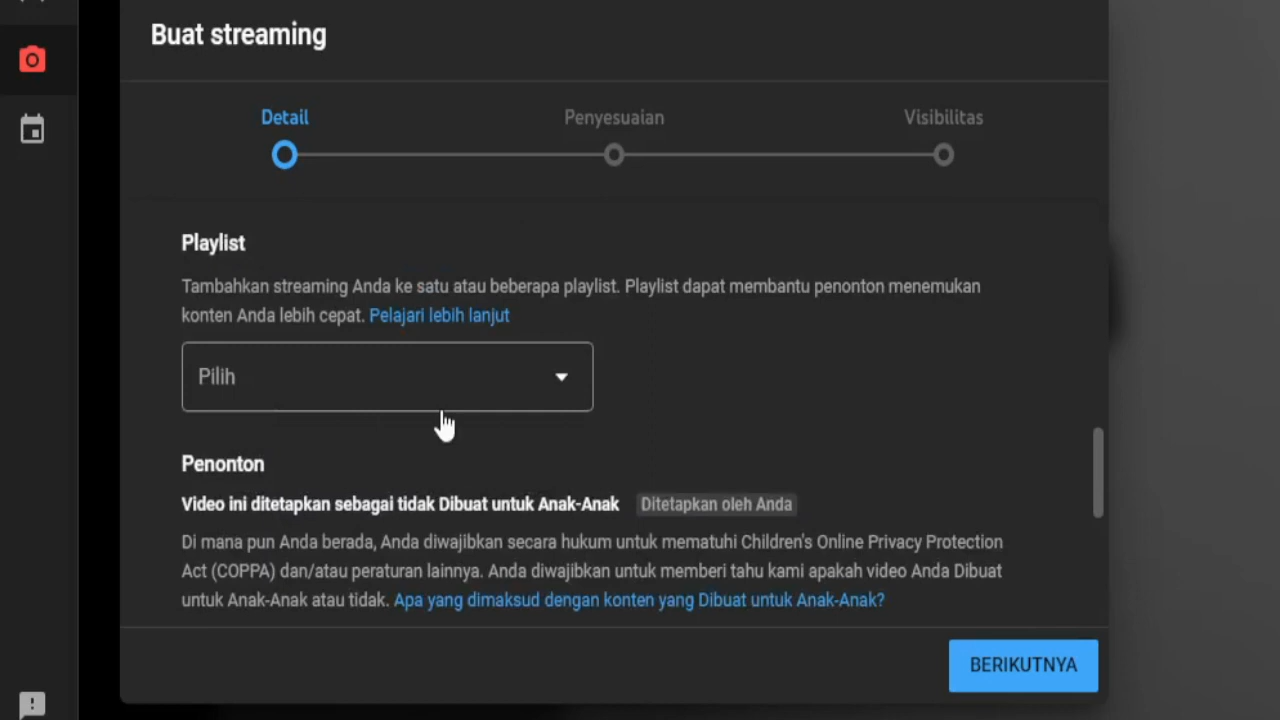 Buat streaming
Detail
Penyesuaian
Visibilitas
Playlist
Tambahkan streaming Anda ke satu atau beberapa playlist. Playlist dapat membantu penonton menemukan
konten Anda lebih cepat. Pelajari lebih lanjut
Pilih
Penonton
Video ini ditetapkan sebagai tidak Dibuat untuk Anak-Anak Ditetapkan oleh Anda
Di mana pun Anda berada, Anda diwajibkan secara hukum untuk mematuhi Children's Online Privacy Protection
Act (COPPA) dan/atau peraturan lainnya. Anda diwajibkan untuk memberi tahu kami apakah video Anda Dibuat
untuk Anak-Anak atau tidak. Apa yang dimaksud dengan konten yang Dibuat untuk Anak-Anak?
BERIKUTNYA